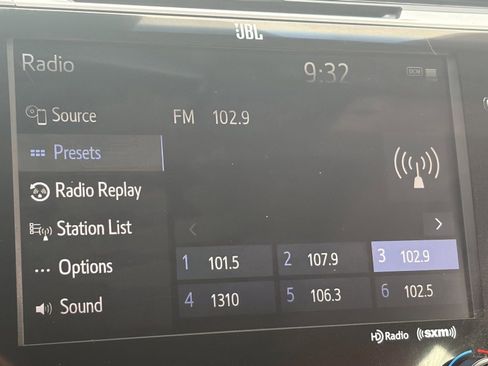 JBL
Radio
9:32
DCM
Source
FM 102.9
Presets
Radio Replay
Station List
Options
1 101.5 2 107.9 3 102.9
Sound
4 1310 5 106.3 6 102.5
HD Radio ((sxm))